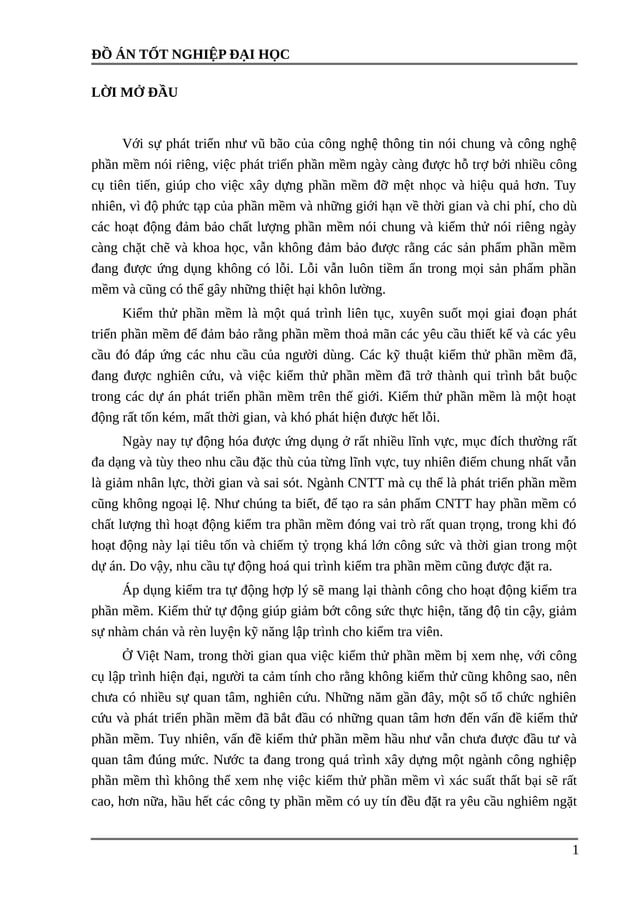 ĐỒ ÁN TỐT NGHIỆP ĐẠI HỌC
LỜI MỞ ĐẦU
Với sự phát triển như vũ bão của công nghệ thông tin nói chung và công nghệ
phần mềm nói riêng, việc phát triển phần mềm ngày càng được hỗ trợ bởi nhiều công
cụ tiên tiến, giúp cho việc xây dựng phần mềm đỡ mệt nhọc và hiệu quả hơn. Tuy
nhiên, vì độ phức tạp của phần mềm và những giới hạn về thời gian và chi phí, cho dù
các hoạt động đảm bảo chất lượng phần mềm nói chung và kiểm thử nói riêng ngày
càng chặt chẽ và khoa học, vẫn không đảm bảo được rằng các sản phẩm phần mềm
đang được ứng dụng không có lỗi. Lỗi vẫn luôn tiềm ẩn trong mọi sản phẩm phần
mềm và cũng có thể gây những thiệt hại khôn lường.
Kiểm thử phần mềm là một quá trình liên tục, xuyên suốt mọi giai đoạn phát
triển phần mềm để đảm bảo rằng phần mềm thoả mãn các yêu cầu thiết kế và các yêu
cầu đó đáp ứng các nhu cầu của người dùng. Các kỹ thuật kiểm thử phần mềm đã,
đang được nghiên cứu, và việc kiểm thử phần mềm đã trở thành qui trình bắt buộc
trong các dự án phát triển phần mềm trên thế giới. Kiểm thử phần mềm là một hoạt
động rất tốn kém, mất thời gian, và khó phát hiện được hết lỗi.
Ngày nay tự động hóa được ứng dụng ở rất nhiều lĩnh vực, mục đích thường rất
đa dạng và tùy theo nhu cầu đặc thù của từng lĩnh vực, tuy nhiên điểm chung nhất vẫn
là giảm nhân lực, thời gian và sai sót. Ngành CNTT mà cụ thể là phát triển phần mềm
cũng không ngoại lệ. Như chúng ta biết, để tạo ra sản phẩm CNTT hay phần mềm có
chất lượng thì hoạt động kiểm tra phần mềm đóng vai trò rất quan trọng, trong khi đó
hoạt động này lại tiêu tốn và chiếm tỷ trọng khá lớn công sức và thời gian trong một
dự án. Do vậy, nhu cầu tự động hoá qui trình kiểm tra phần mềm cũng được đặt ra.
Áp dụng kiểm tra tự động hợp lý sẽ mang lại thành công cho hoạt động kiểm tra
phần mềm. Kiểm thử tự động giúp giảm bớt công sức thực hiện, tăng độ tin cậy, giảm
sự nhàm chán và rèn luyện kỹ năng lập trình cho kiểm tra viên.
Ở Việt Nam, trong thời gian qua việc kiểm thử phần mềm bị xem nhẹ, với công
cụ lập trình hiện đại, người ta cảm tính cho rằng không kiểm thử cũng không sao, nên
chưa có nhiều sự quan tâm, nghiên cứu. Những năm gần đây, một số tổ chức nghiên
cứu và phát triển phần mềm đã bắt đầu có những quan tâm hơn đến vấn đề kiểm thử
phần mềm. Tuy nhiên, vấn đề kiểm thử phần mềm hầu như vẫn chưa được đầu tư và
quan tâm đúng mức. Nước ta đang trong quá trình xây dựng một ngành công nghiệp
phần mềm thì không thể xem nhẹ việc kiểm thử phần mềm vì xác suất thất bại sẽ rất
cao, hơn nữa, hầu hết các công ty phần mềm có uy tín đều đặt ra yêu cầu nghiêm ngặt
1